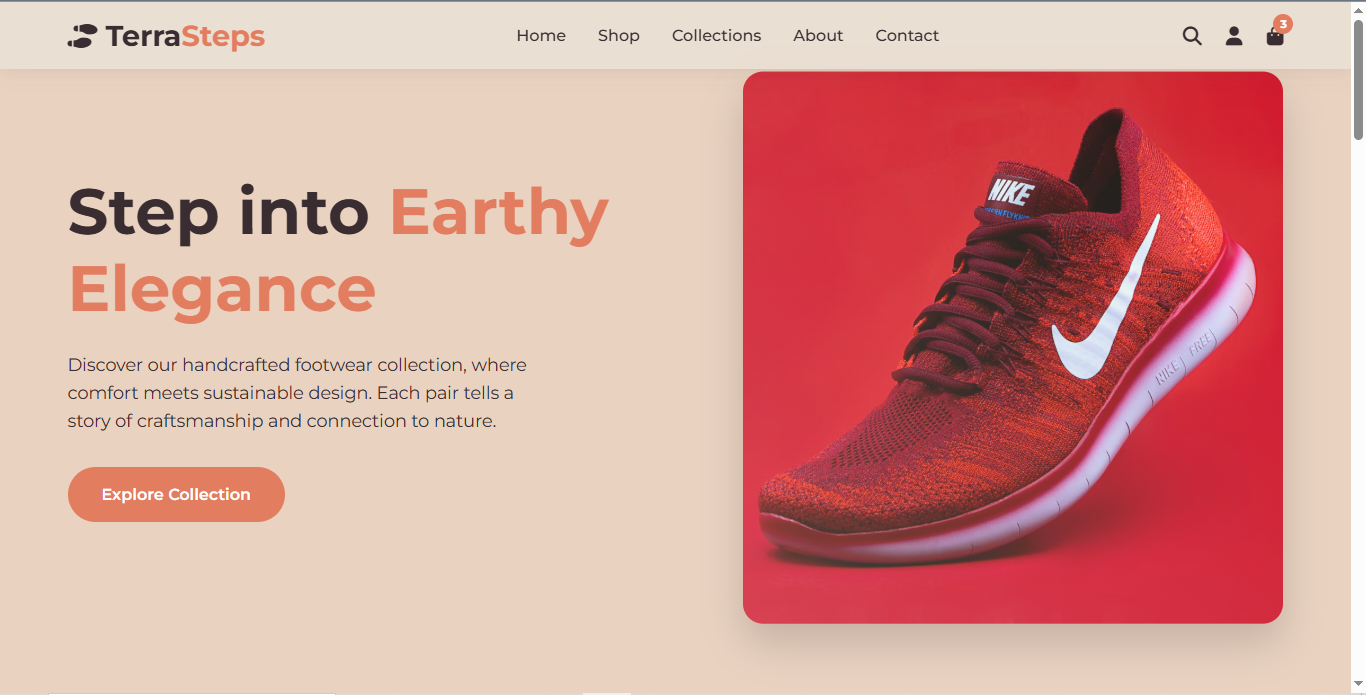 TerraSteps
Home
Shop
Collections
About
Contact
3
Step into Earthy
Elegance
Discover our handcrafted footwear collection, where
comfort meets sustainable design. Each pair tells a
story of craftsmanship and connection to nature.
Explore Collection
NIKE
NIKE FREE